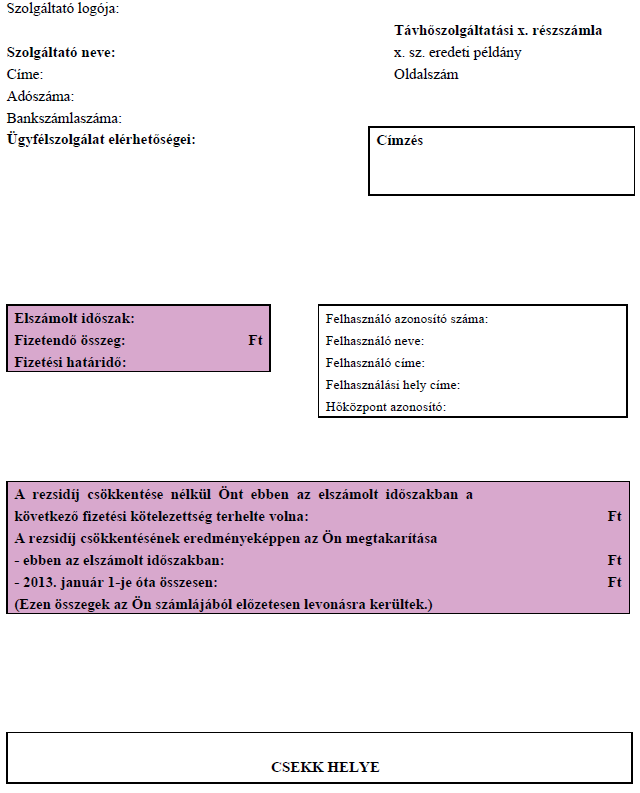 Szolgáltató logója:
Távhőszolgáltatási x. részszámla
Szolgáltató neve:
x. sz. eredeti példány
Címe:
Oldalszám
Adószáma:
Bankszámlaszáma:
Ügyfélszolgálat elérhetőségei:
Címzés
Elszámolt időszak:
Fizetendő összeg: Ft
Fizetési határidő:
Felhasználó azonosító száma:
Felhasználó neve:
Felhasználó címe:
Felhasználási hely címe:
Hőközpont azonosító:
A rezsidíj csökkentése nélkül Önt ebben az elszámolt időszakban a
következő fizetési kötelezettség terhelte volna: Ft
A rezsidíj csökkentésének eredményeképpen az Ön megtakarítása
- ebben az elszámolt időszakban: Ft
- 2013. január 1-je óta összesen: Ft
(Ezen összegek az Ön számlájából előzetesen levonásra kerültek.)
CSEKK HELYE